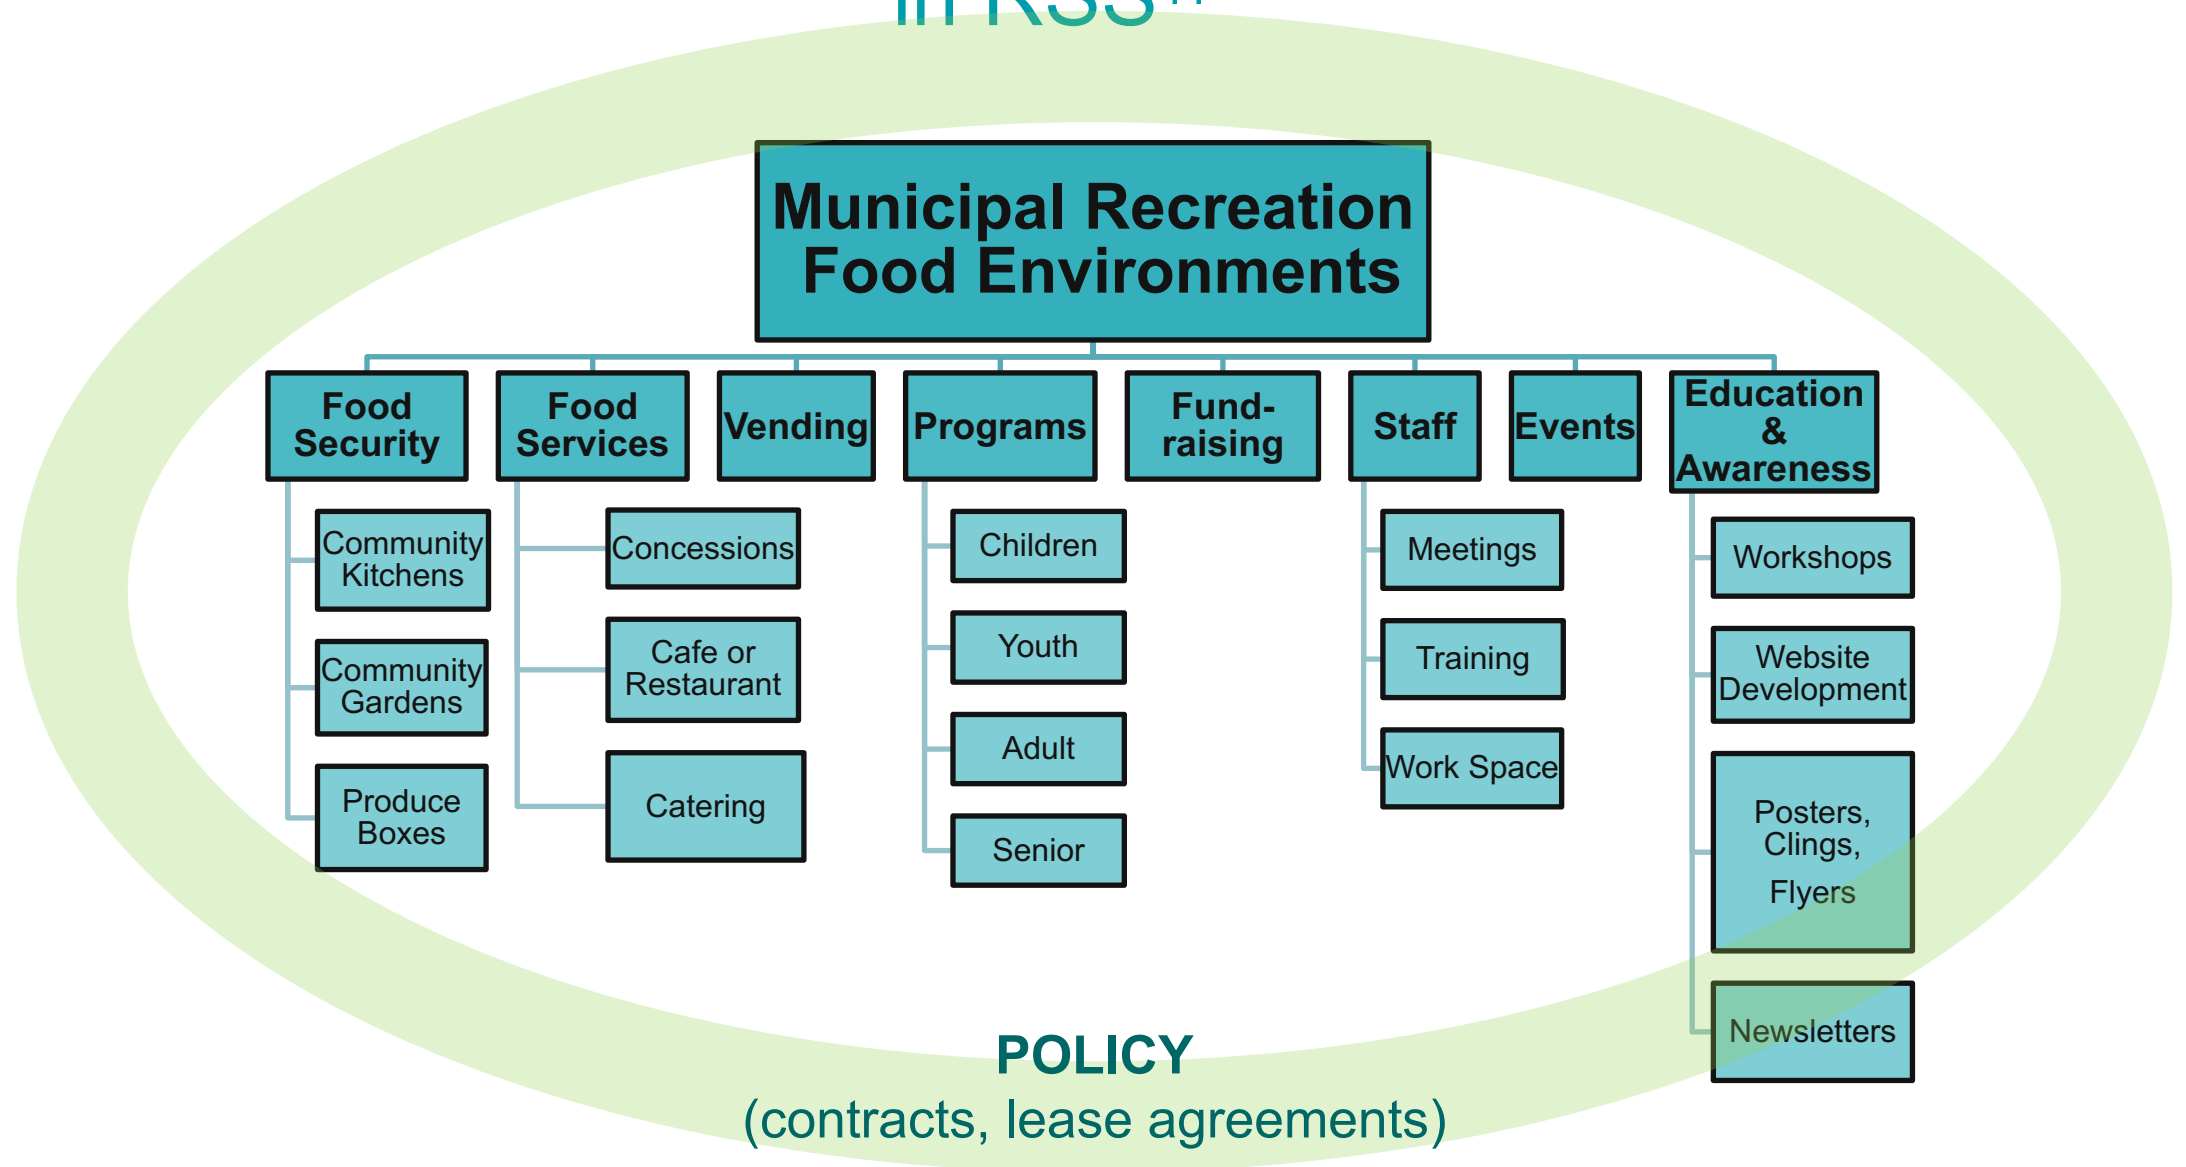 Municipal Recreation
Food Environments
Food
Security
Food
Services
Vending
Programs
Fund-
raising
Staff
Events
Education
&
Awareness
Community
Kitchens
Community
Gardens
Produce
Boxes
Concessions
Cafe or
Restaurant
Catering
Children
Youth
Adult
Senior
Meetings
Training
Work Space
Workshops
Website
Development
Posters,
Clings,
Flyers
Newsletters
POLICY
(contracts, lease agreements)